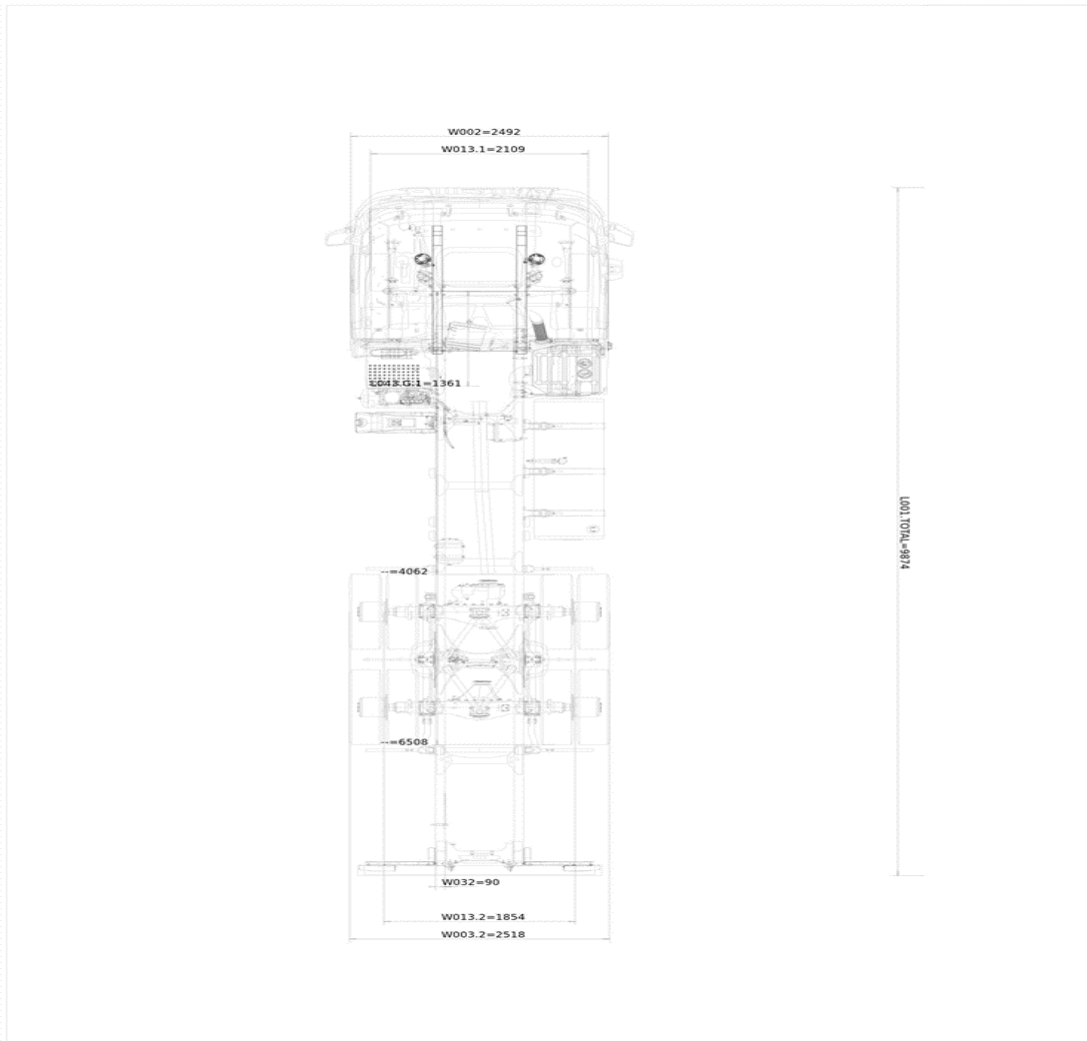 W002=2492
W013.1=2109
L043.G.1=1361
L001.TOTAL=9874
--=4062
--=6508
W032=90
W013.2=1854
W003.2=2518